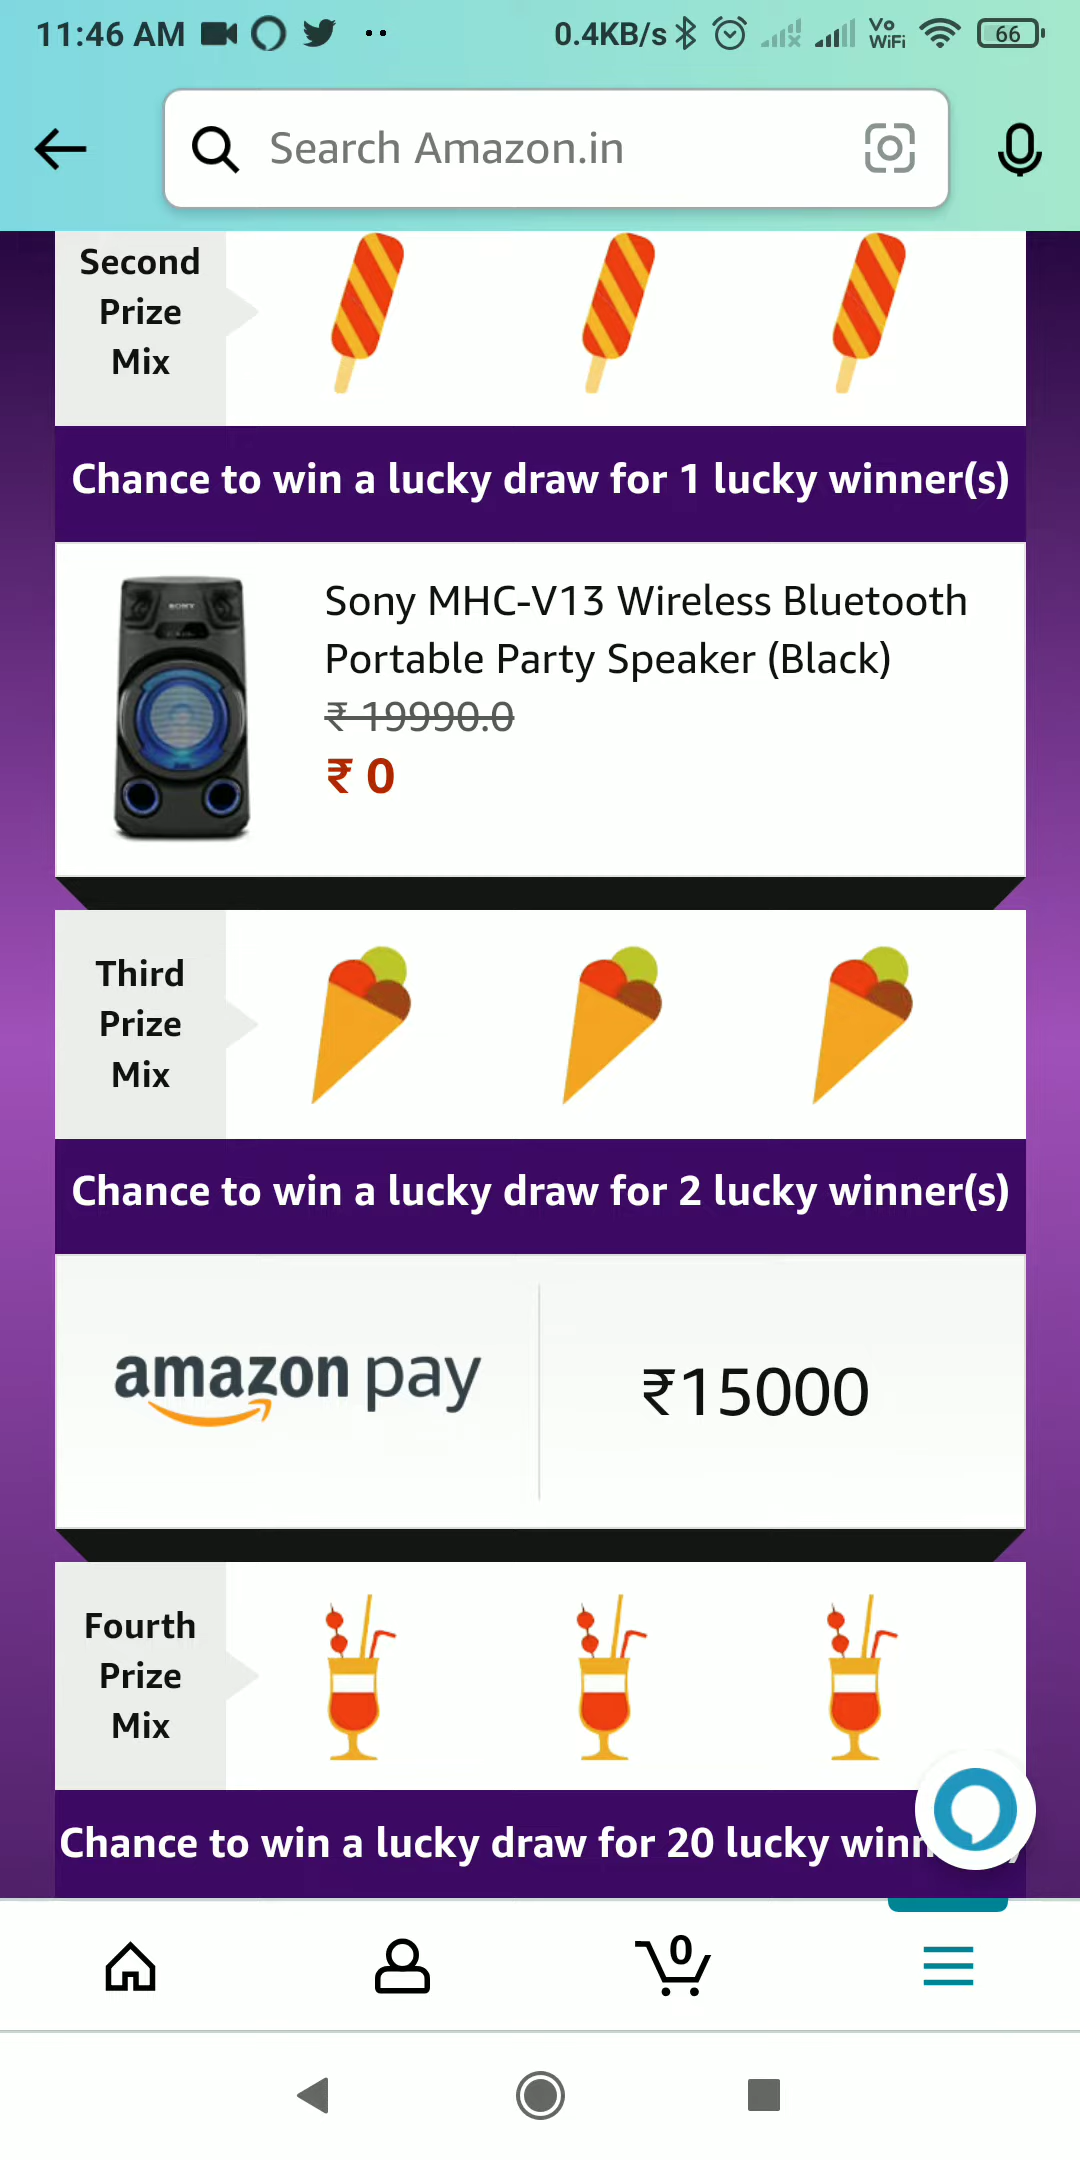 11:46 AM
0.4KB/s
Vo
WiFi
66
Search Amazon.in
Second
Prize
Mix
Chance to win a lucky draw for 1 lucky winner(s)
SONY
Sony MHC-V13 Wireless Bluetooth
Portable Party Speaker (Black)
₹ 19990.0
₹ 0
Third
Prize
Mix
Chance to win a lucky draw for 2 lucky winner(s)
amazon pay
₹15000
Fourth
Prize
Mix
Chance to win a lucky draw for 20 lucky
0